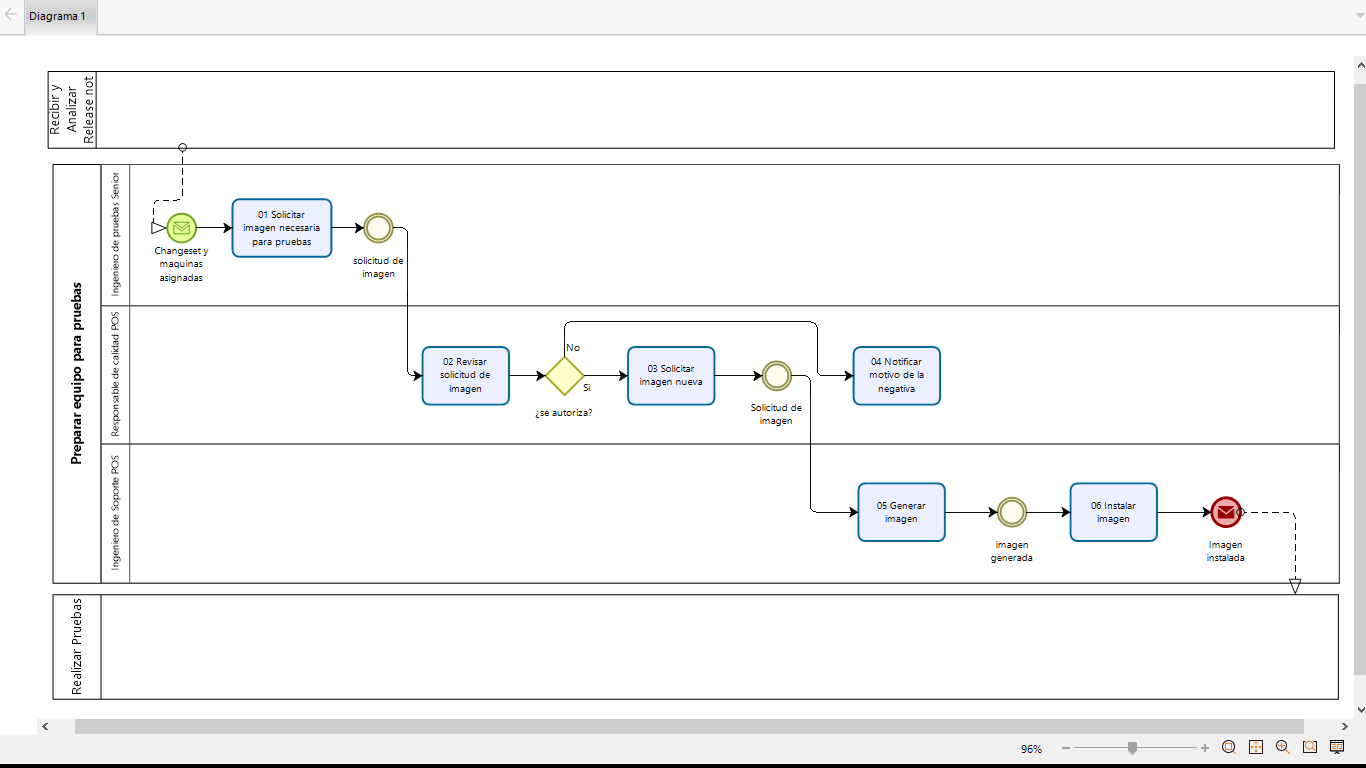 Diagrama 1
Recibir y
Analizar
Release not
Preparar equipo para pruebas
Ingeniero de pruebas Senior
Changeset y
maquinas
asignadas
01 Solicitar
imagen necesaria
para pruebas
solicitud de
imagen
Responsable de calidad POS
02 Revisar
solicitud de
imagen
No
Si
¿se autoriza?
03 Solicitar
imagen nueva
Solicitud de
imagen
04 Notificar
motivo de la
negativa
Ingeniero de Soporte POS
05 Generar
imagen
imagen
generada
06 Instalar
imagen
Imagen
instalada
Realizar Pruebas
96%